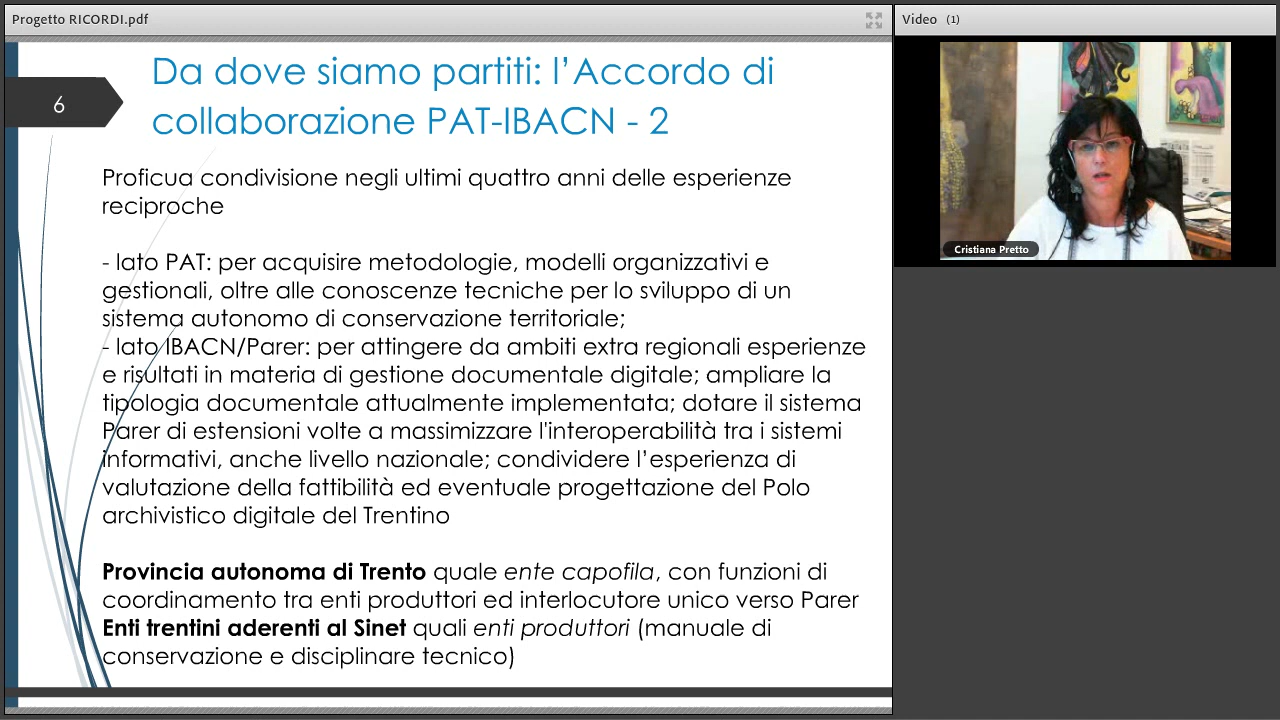 Progetto RICORDI.pdf
Video (1)
6
Da dove siamo partiti: l’Accordo di
collaborazione PAT-IBACN - 2
Proficua condivisione negli ultimi quattro anni delle esperienze
reciproche
- lato PAT: per acquisire metodologie, modelli organizzativi e
gestionali, oltre alle conoscenze tecniche per lo sviluppo di un
sistema autonomo di conservazione territoriale;
- lato IBACN/Parer: per attingere da ambiti extra regionali esperienze
e risultati in materia di gestione documentale digitale; ampliare la
tipologia documentale attualmente implementata; dotare il sistema
Parer di estensioni volte a massimizzare l'interoperabilità tra i sistemi
informativi, anche livello nazionale; condividere l’esperienza di
valutazione della fattibilità ed eventuale progettazione del Polo
archivistico digitale del Trentino
Provincia autonoma di Trento quale ente capofila, con funzioni di
coordinamento tra enti produttori ed interlocutore unico verso Parer
Enti trentini aderenti al Sinet quali enti produttori (manuale di
conservazione e disciplinare tecnico)
Cristiana Pretto